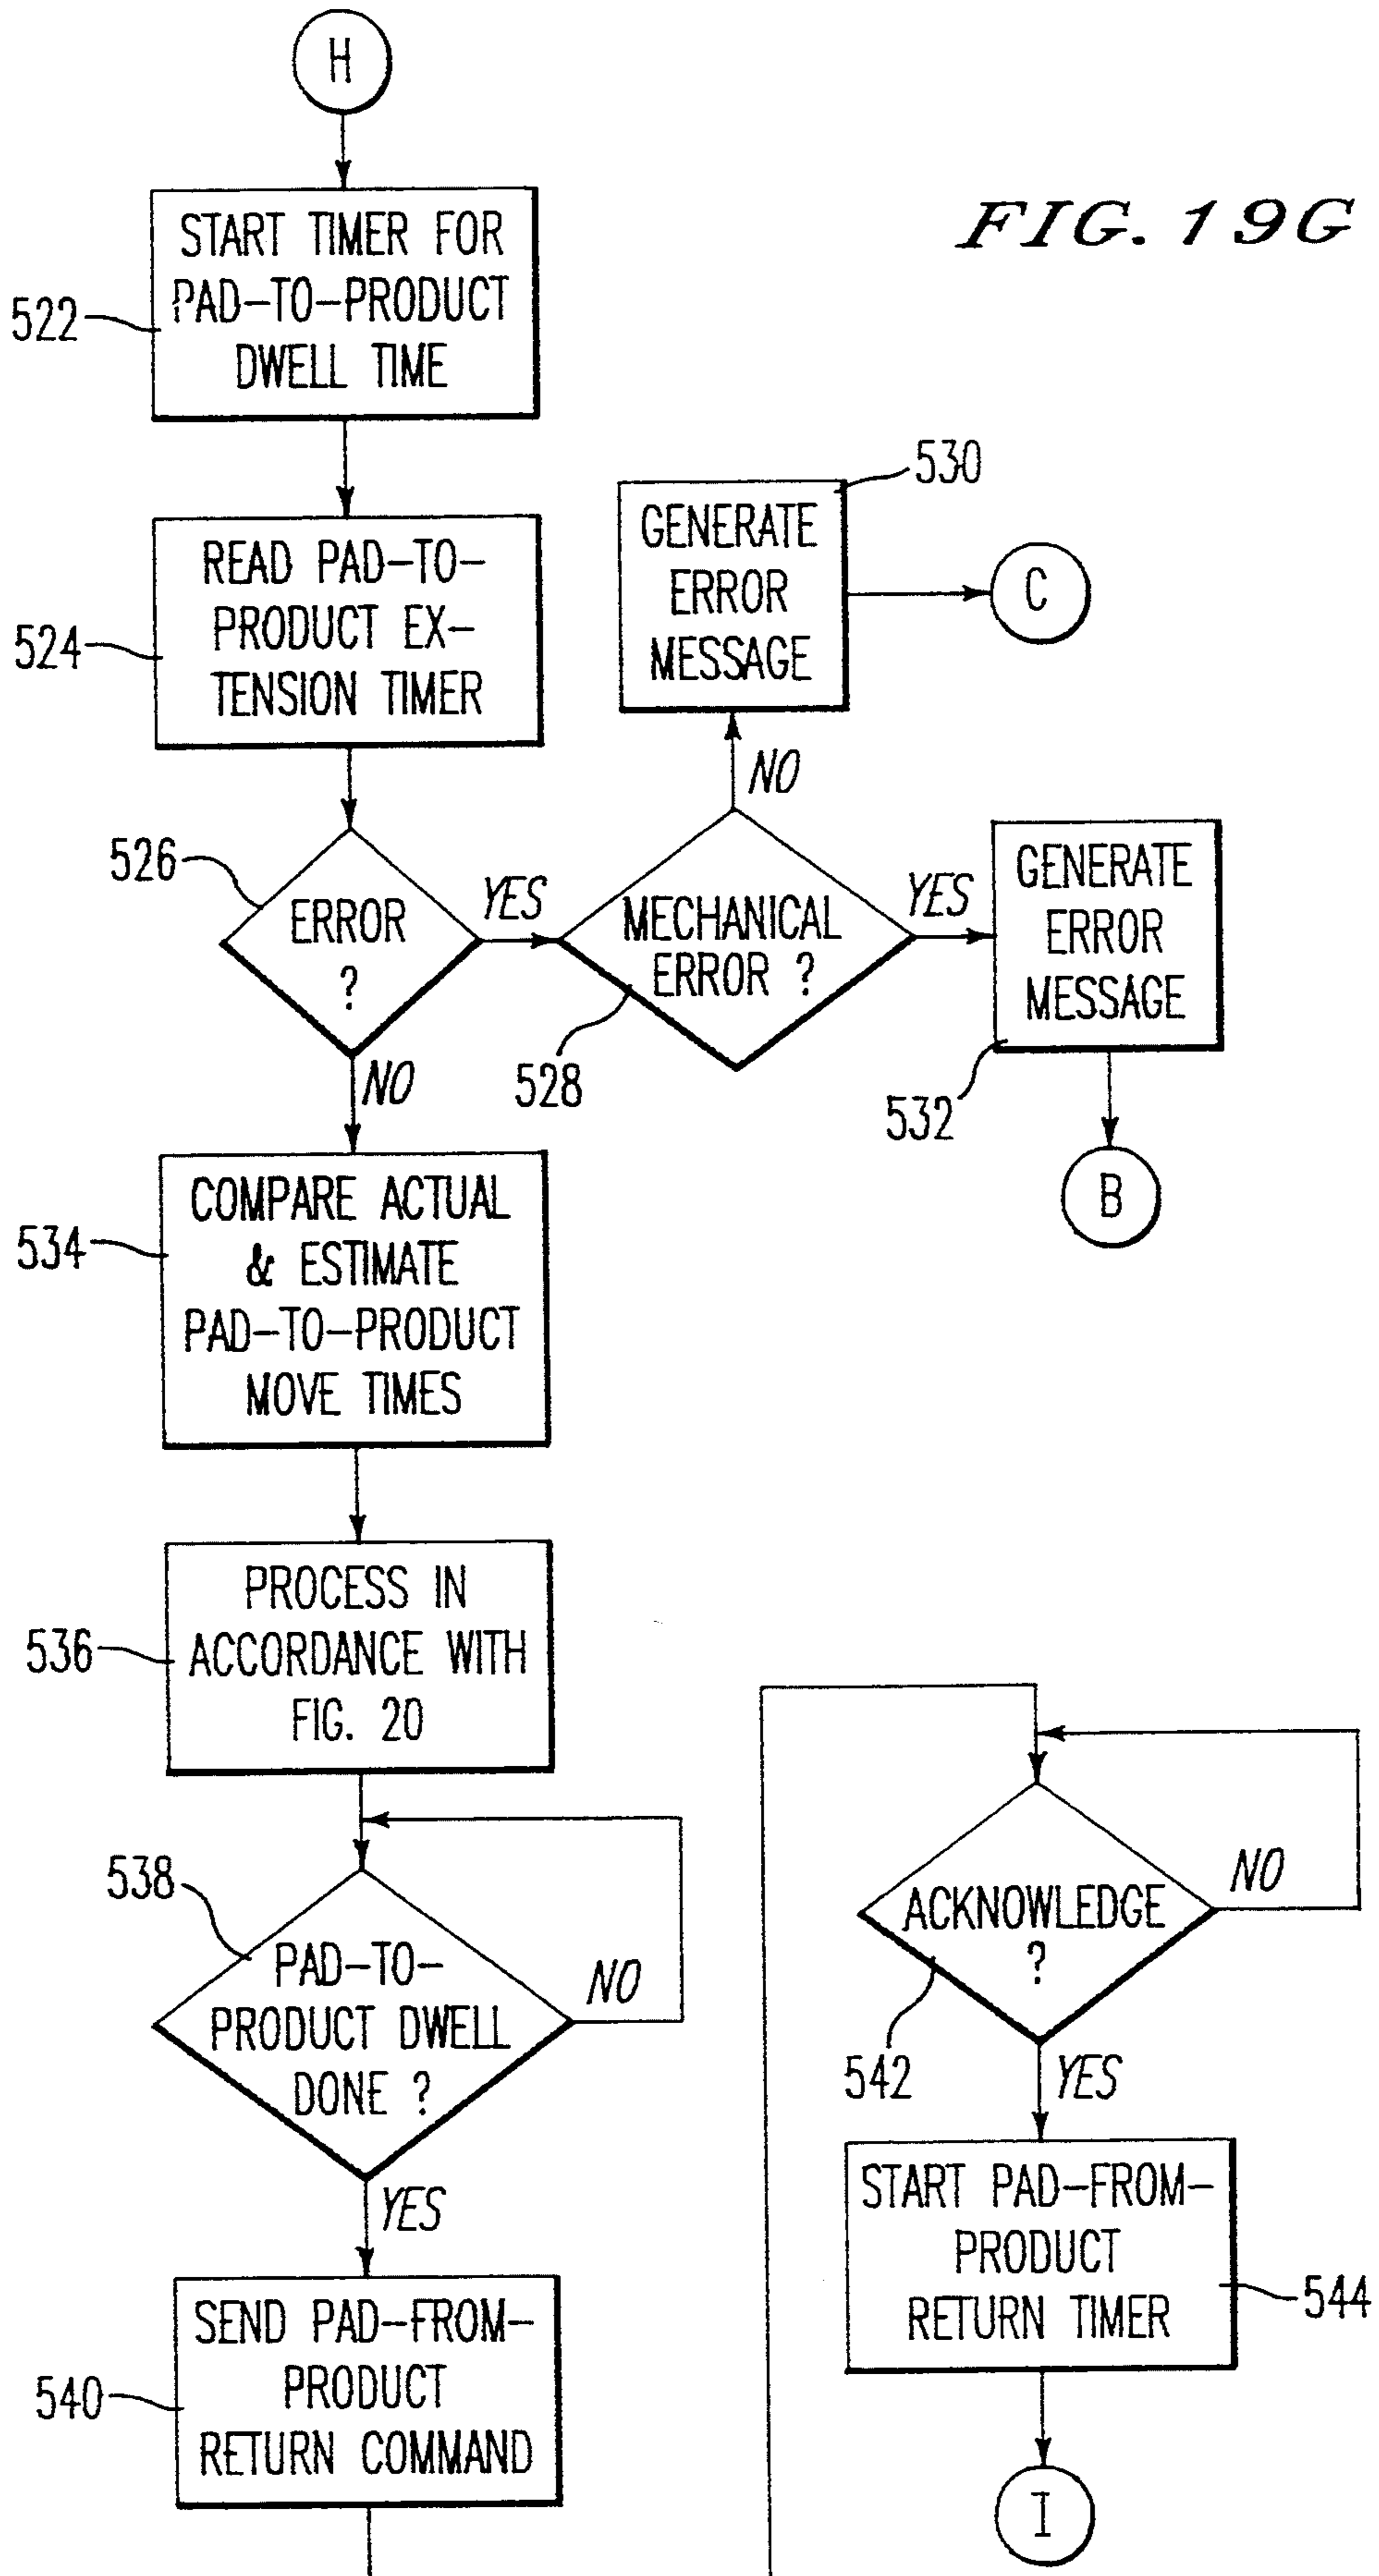 H
FIG. 19G
START TIMER FOR
PAD-TO-PRODUCT
DWELL TIME
522
READ PAD-TO-
PRODUCT EX-
TENSION TIMER
524
530
GENERATE
ERROR
MESSAGE
C
NO
526
ERROR
?
YES
MECHANICAL
ERROR ?
528
YES
GENERATE
ERROR
MESSAGE
532
B
NO
COMPARE ACTUAL
& ESTIMATE
PAD-TO-PRODUCT
MOVE TIMES
534
PROCESS IN
ACCORDANCE WITH
FIG. 20
536
538
PAD-TO-
PRODUCT DWELL
DONE ?
NO
YES
SEND PAD-FROM-
PRODUCT
RETURN COMMAND
540
ACKNOWLEDGE
?
NO
542
YES
START PAD-FROM-
PRODUCT
RETURN TIMER
544
I